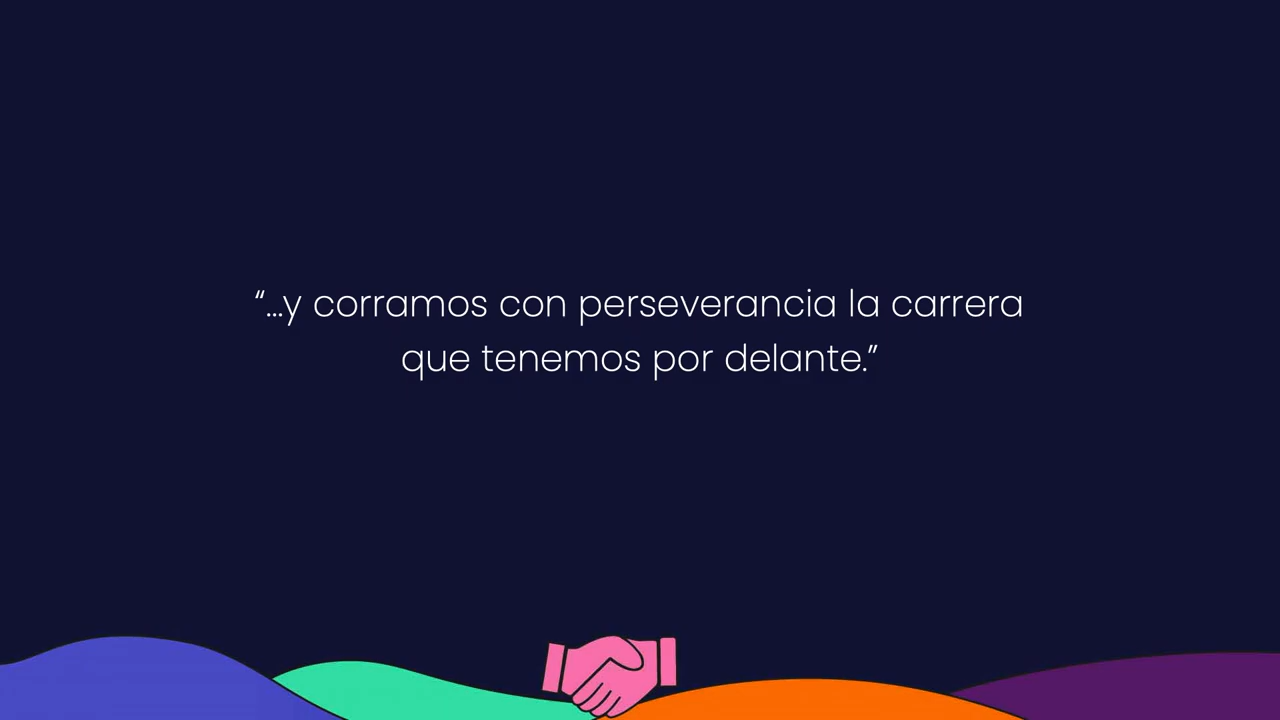 “...y corramos con perseverancia la carrera
que tenemos por delante.”